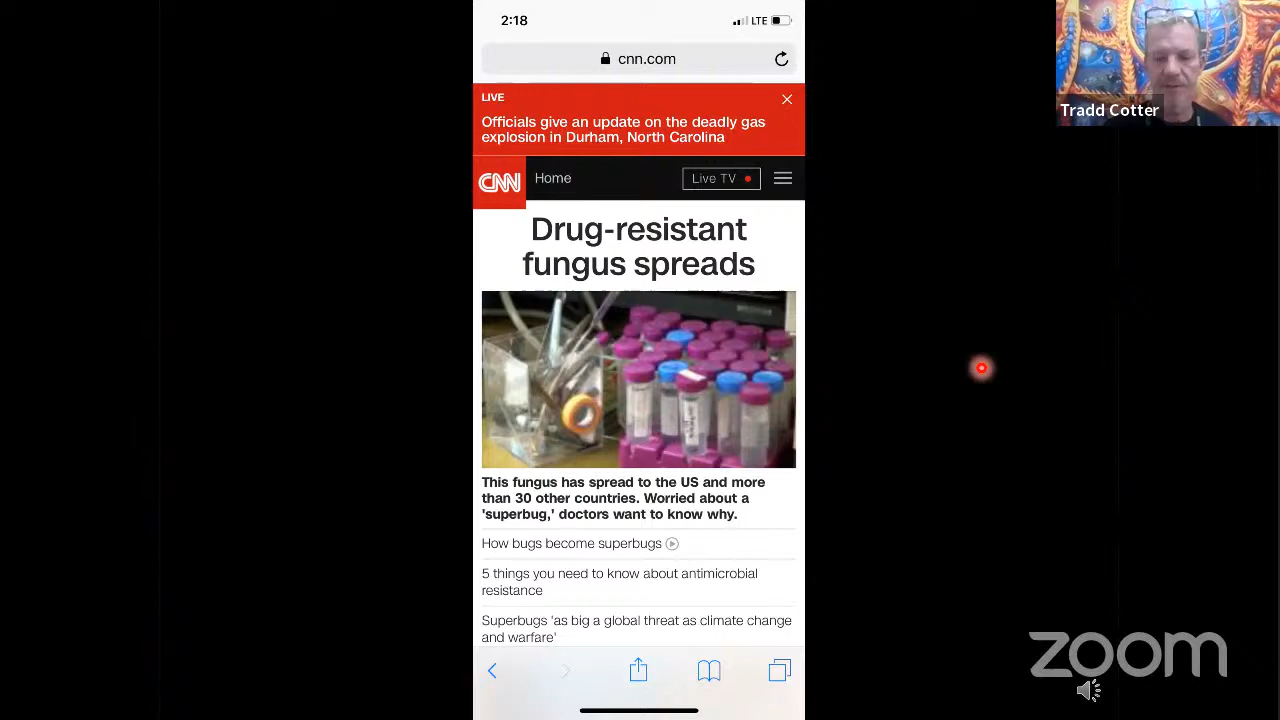 2:18
LTE
cnn.com
LIVE
Officials give an update on the deadly gas
explosion in Durham, North Carolina
CNN
Home
Live TV
Drug-resistant
fungus spreads
This fungus has spread to the US and more
than 30 other countries. Worried about a
'superbug,' doctors want to know why.
How bugs become superbugs
5 things you need to know about antimicrobial
resistance
Superbugs 'as big a global threat as climate change
and warfare'
Tradd Cotter
zoom